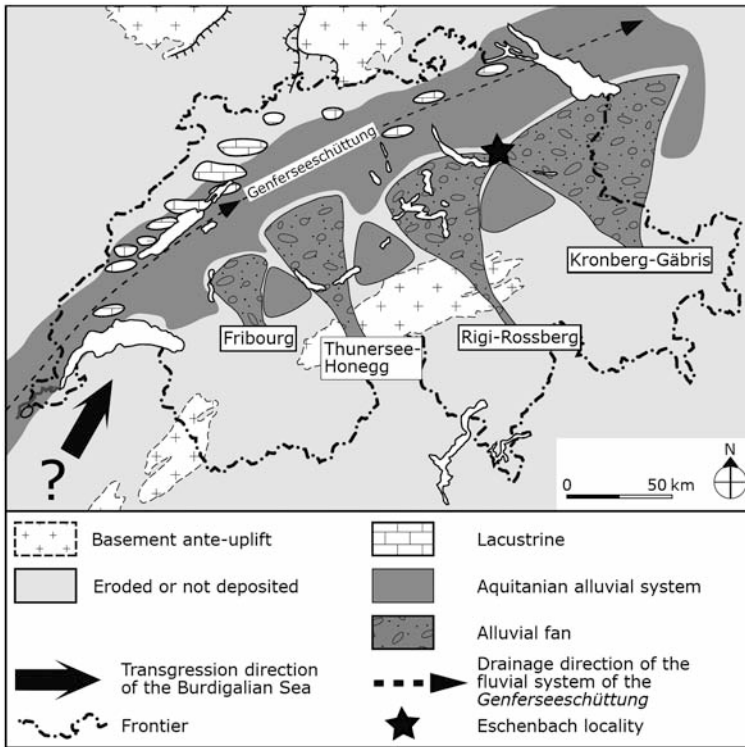 Genferseeschüttung
Kronberg-Gäbris
Fribourg
Thunersee-
Honegg
Rigi-Rossberg
?
N
0 50 km
Basement ante-uplift
Eroded or not deposited
Transgression direction
of the Burdigalian Sea
Frontier
Lacustrine
Aquitanian alluvial system
Alluvial fan
Drainage direction of the
fluvial system of the
Genferseeschüttung
Eschenbach locality